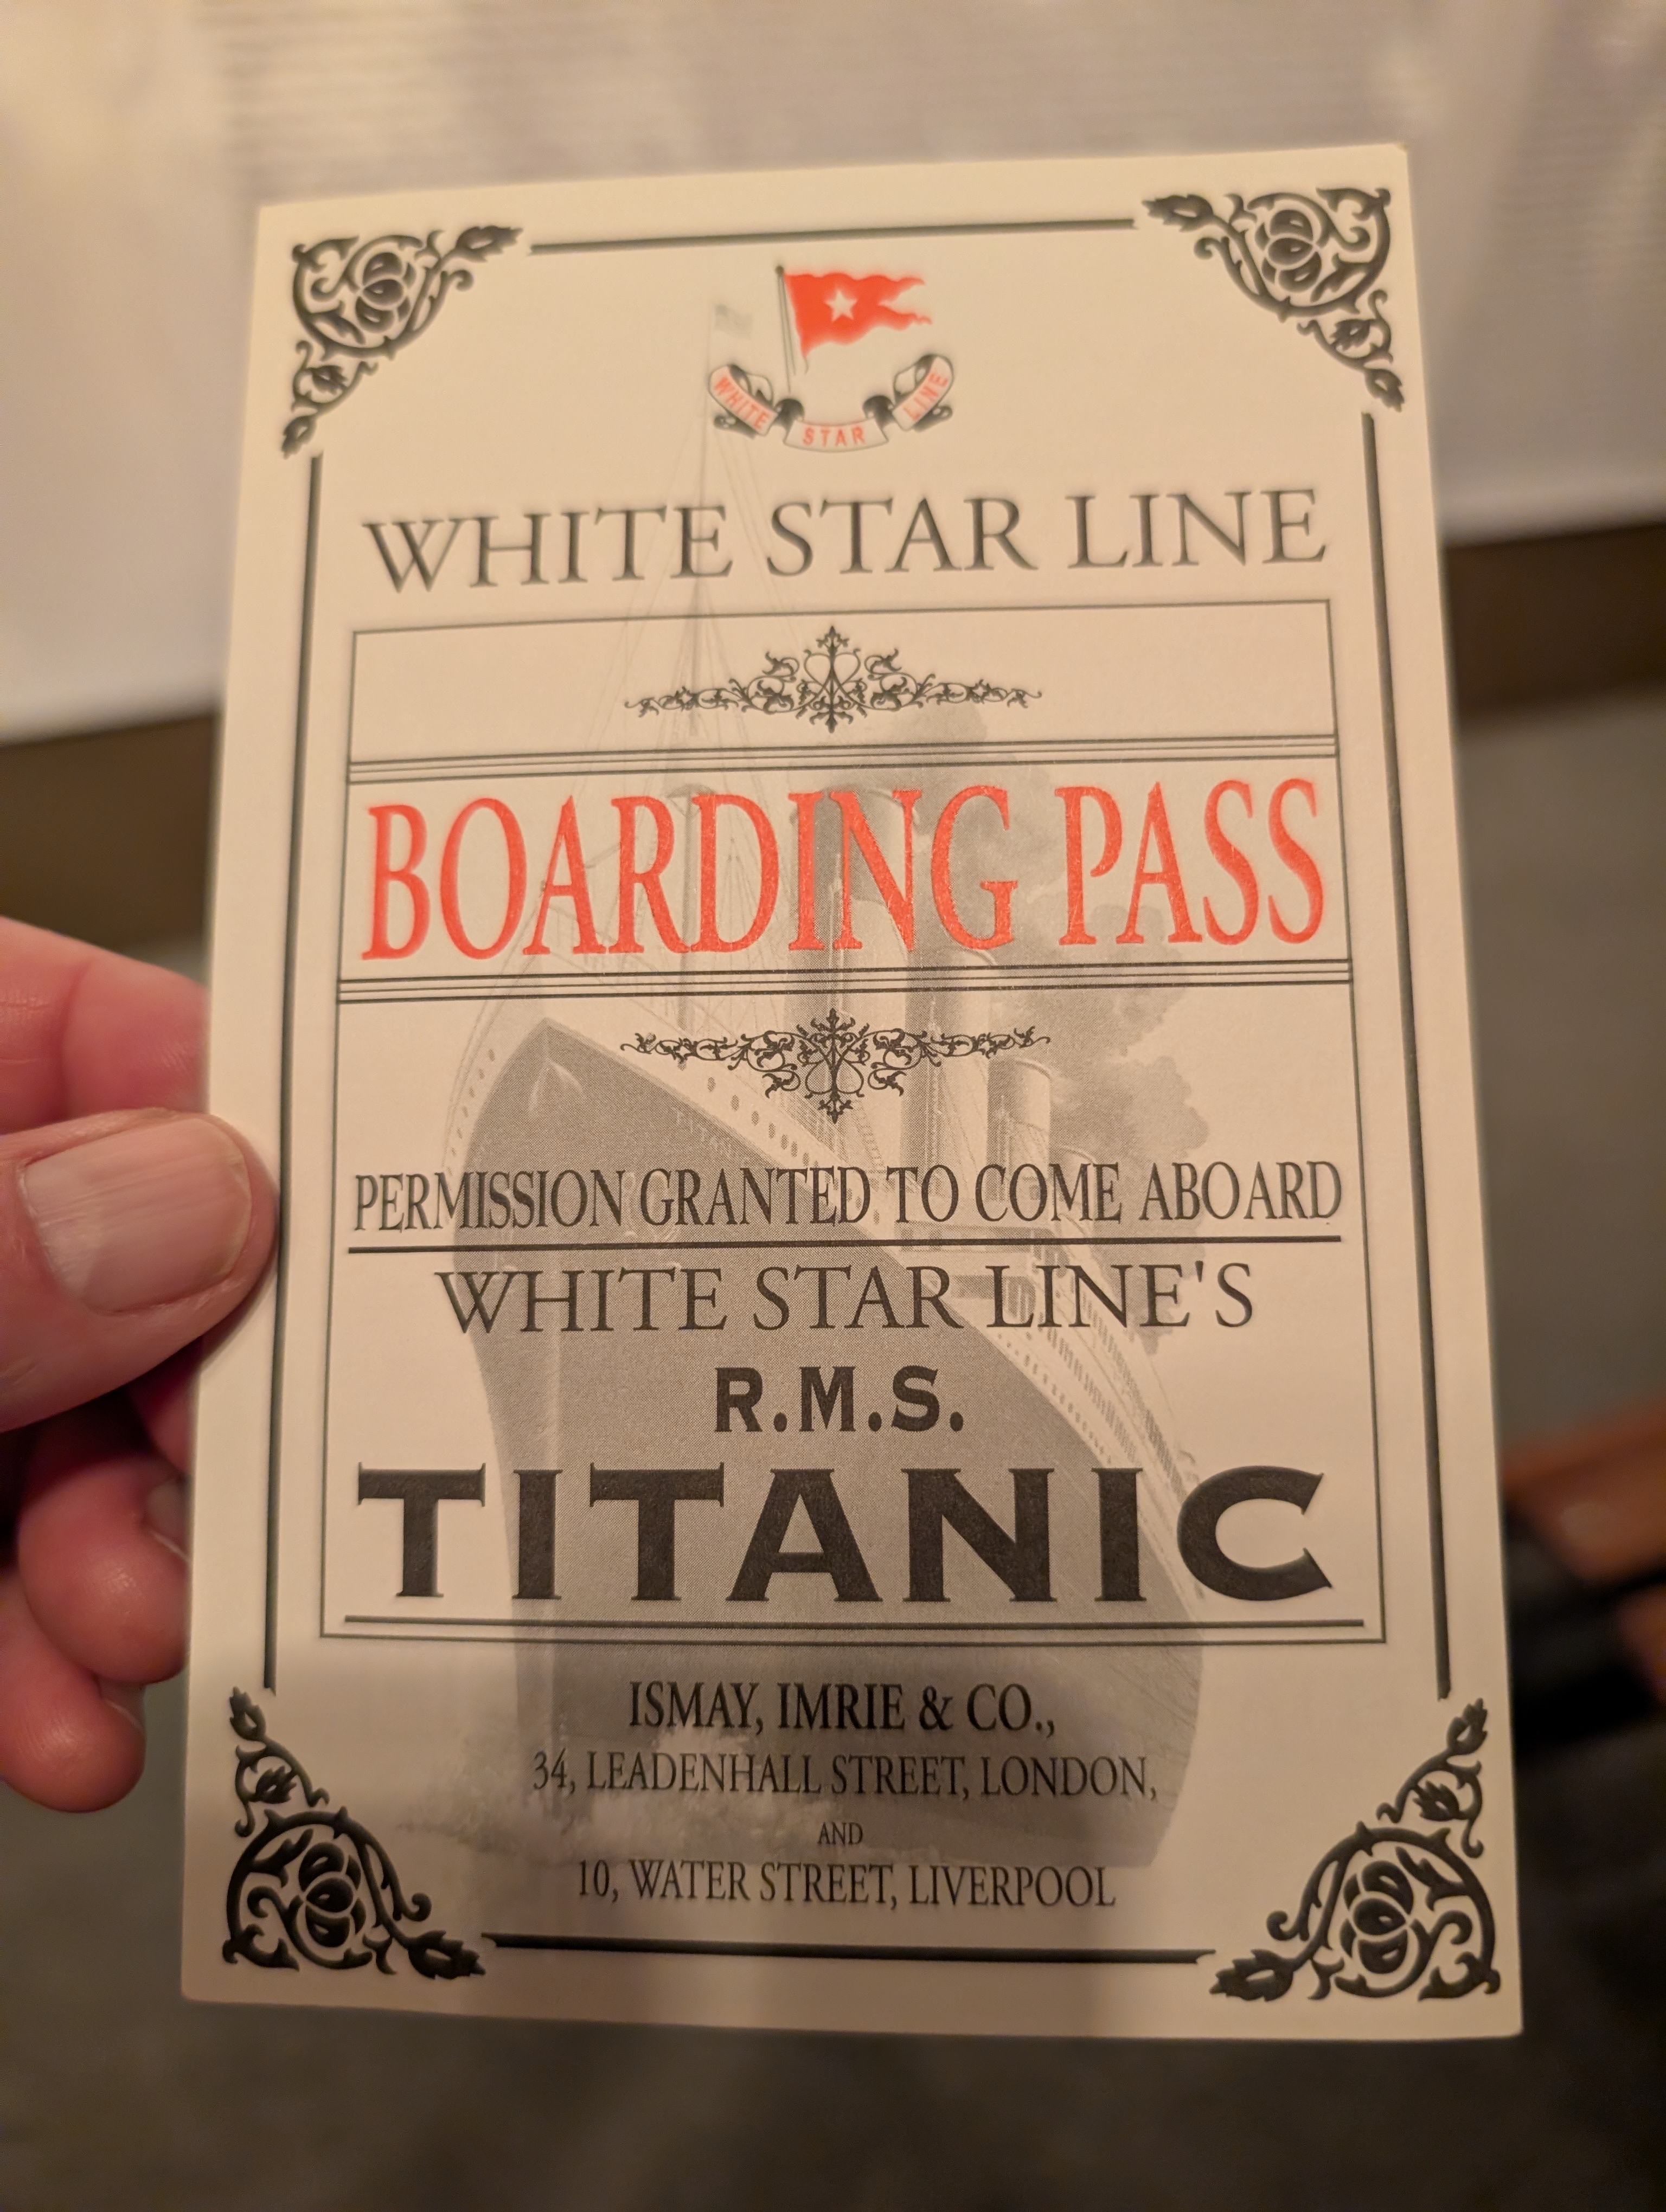 WHITE STAR LINE
WHITE STAR LINE
BOARDING PASS
PERMISSION GRANTED TO COME ABOARD
WHITE STAR LINE'S
R.M.S.
TITANIC
ISMAY, IMRIE & CO.,
34, LEADENHALL STREET, LONDON,
AND
10, WATER STREET, LIVERPOOL